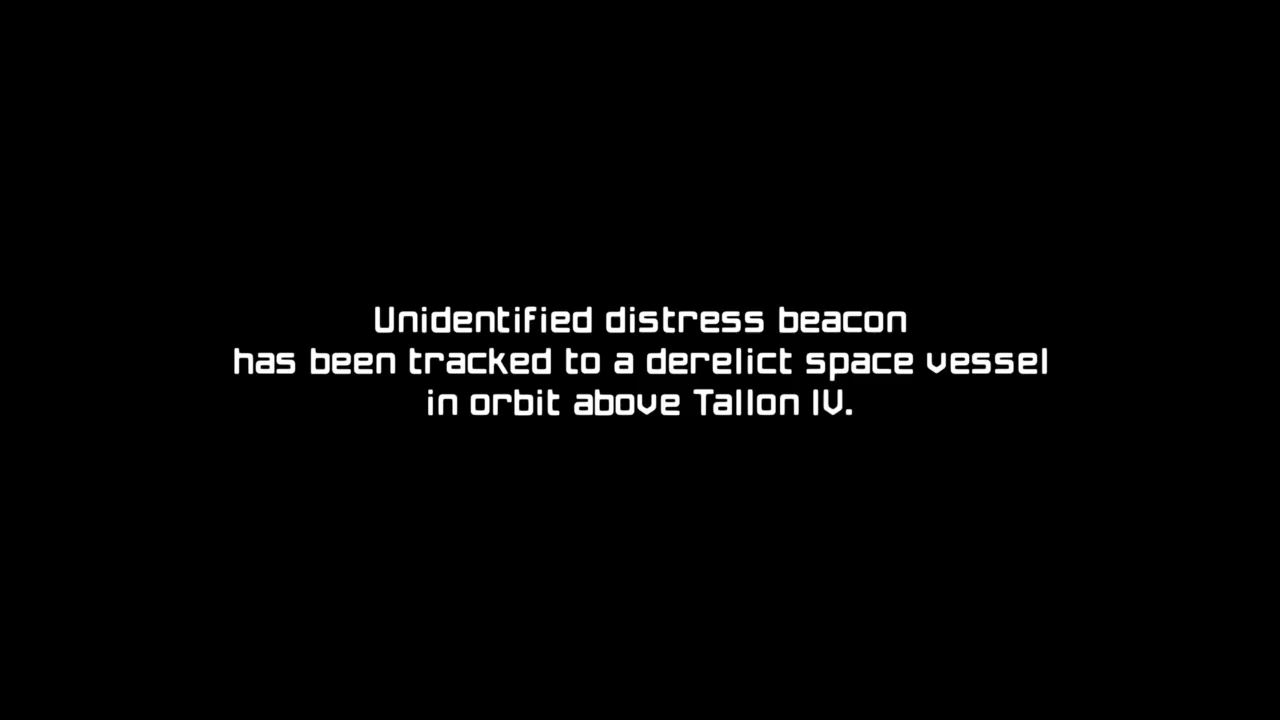 Unidentified distress beacon
has been tracked to a derelict space vessel
in orbit above Tallon IV.